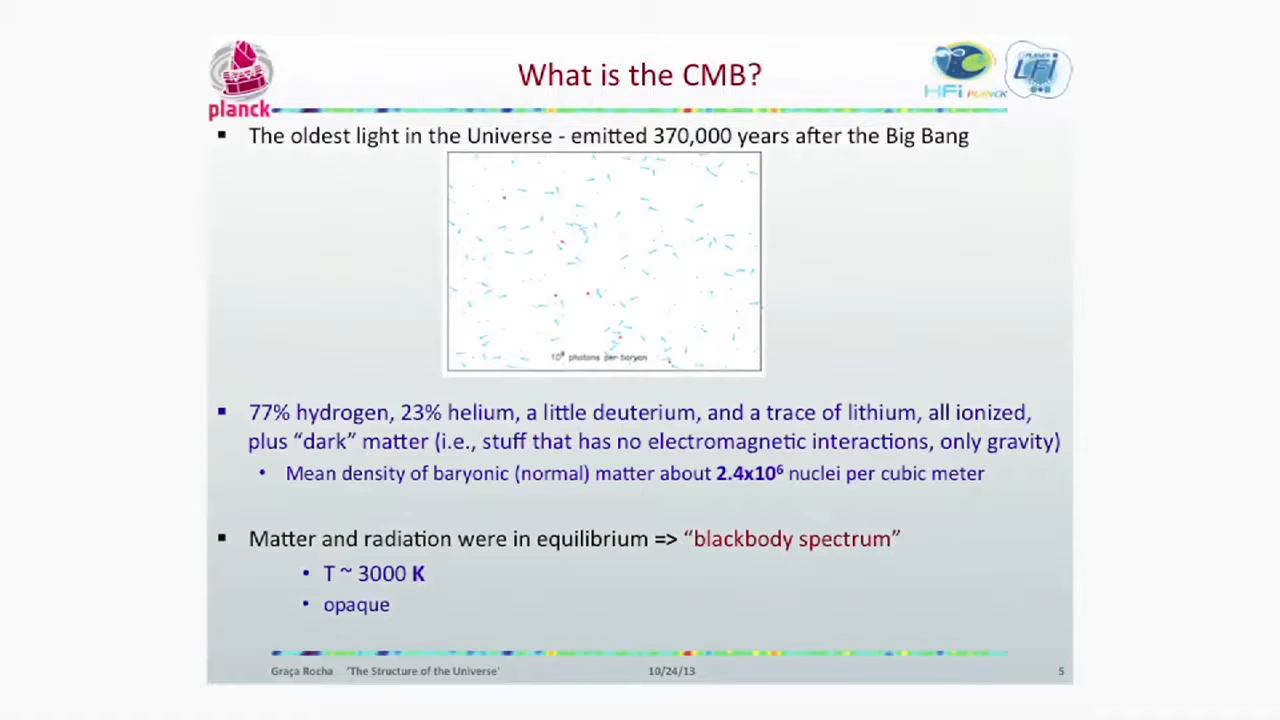 What is the CMB?
planck
HFi PLANCK
PLANCK
LFI
▪ The oldest light in the Universe - emitted 370,000 years after the Big Bang
10⁹ photons per baryon
▪ 77% hydrogen, 23% helium, a little deuterium, and a trace of lithium, all ionized,
plus “dark” matter (i.e., stuff that has no electromagnetic interactions, only gravity)
• Mean density of baryonic (normal) matter about 2.4x10⁶ nuclei per cubic meter
▪ Matter and radiation were in equilibrium => “blackbody spectrum”
• T ~ 3000 K
• opaque
Graça Rocha ‘The Structure of the Universe’ 10/24/13 5